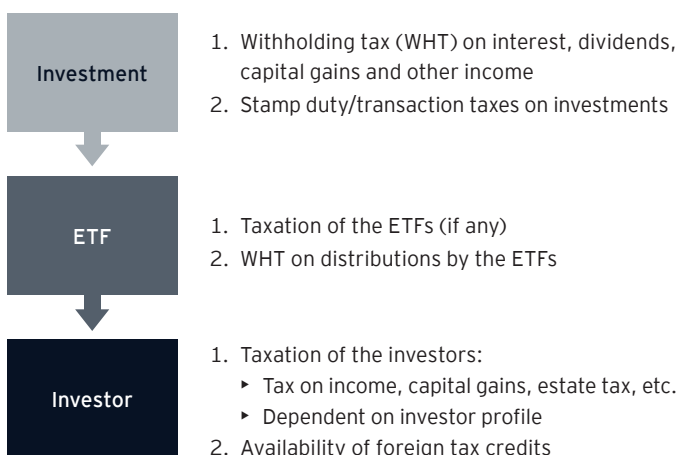 Investment
1. Withholding tax (WHT) on interest, dividends,
capital gains and other income
2. Stamp duty/transaction taxes on investments
ETF
1. Taxation of the ETFs (if any)
2. WHT on distributions by the ETFs
Investor
1. Taxation of the investors:
‣ Tax on income, capital gains, estate tax, etc.
‣ Dependent on investor profile
2. Availability of foreign tax credits